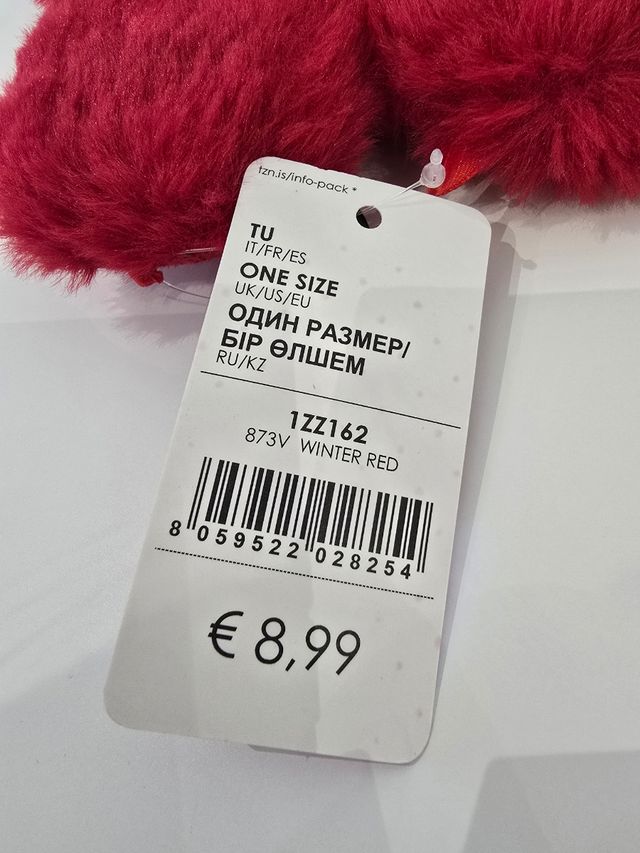 tzn.is/info-pack *
TU
IT/FR/ES
ONE SIZE
UK/US/EU
ОДИН РАЗМЕР/
БІР ӨЛШЕМ
RU/KZ
1ZZ162
873V WINTER RED
8 059522 028254
€ 8,99